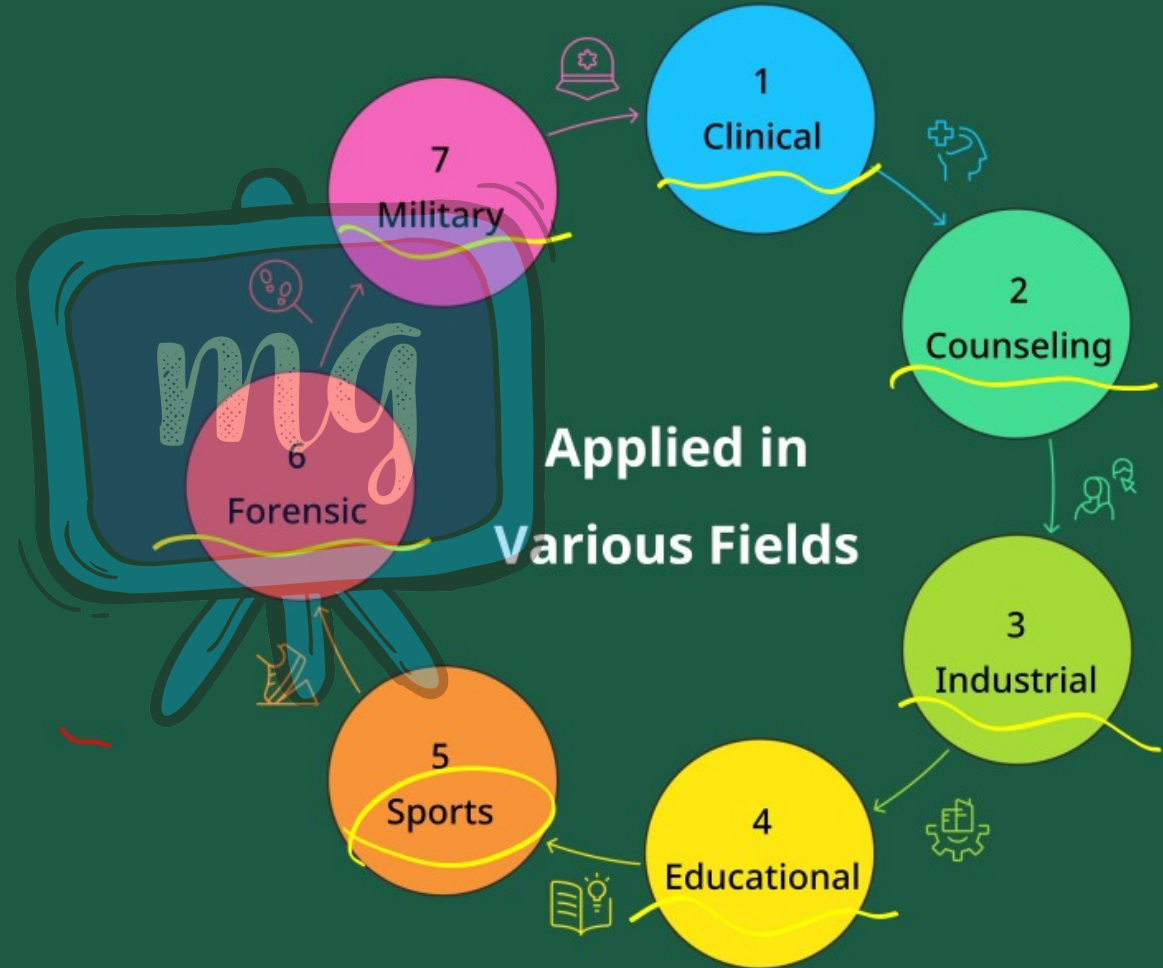 Applied in
Various Fields
1
Clinical
2
Counseling
3
Industrial
4
Educational
5
Sports
6
Forensic
7
Military
mg